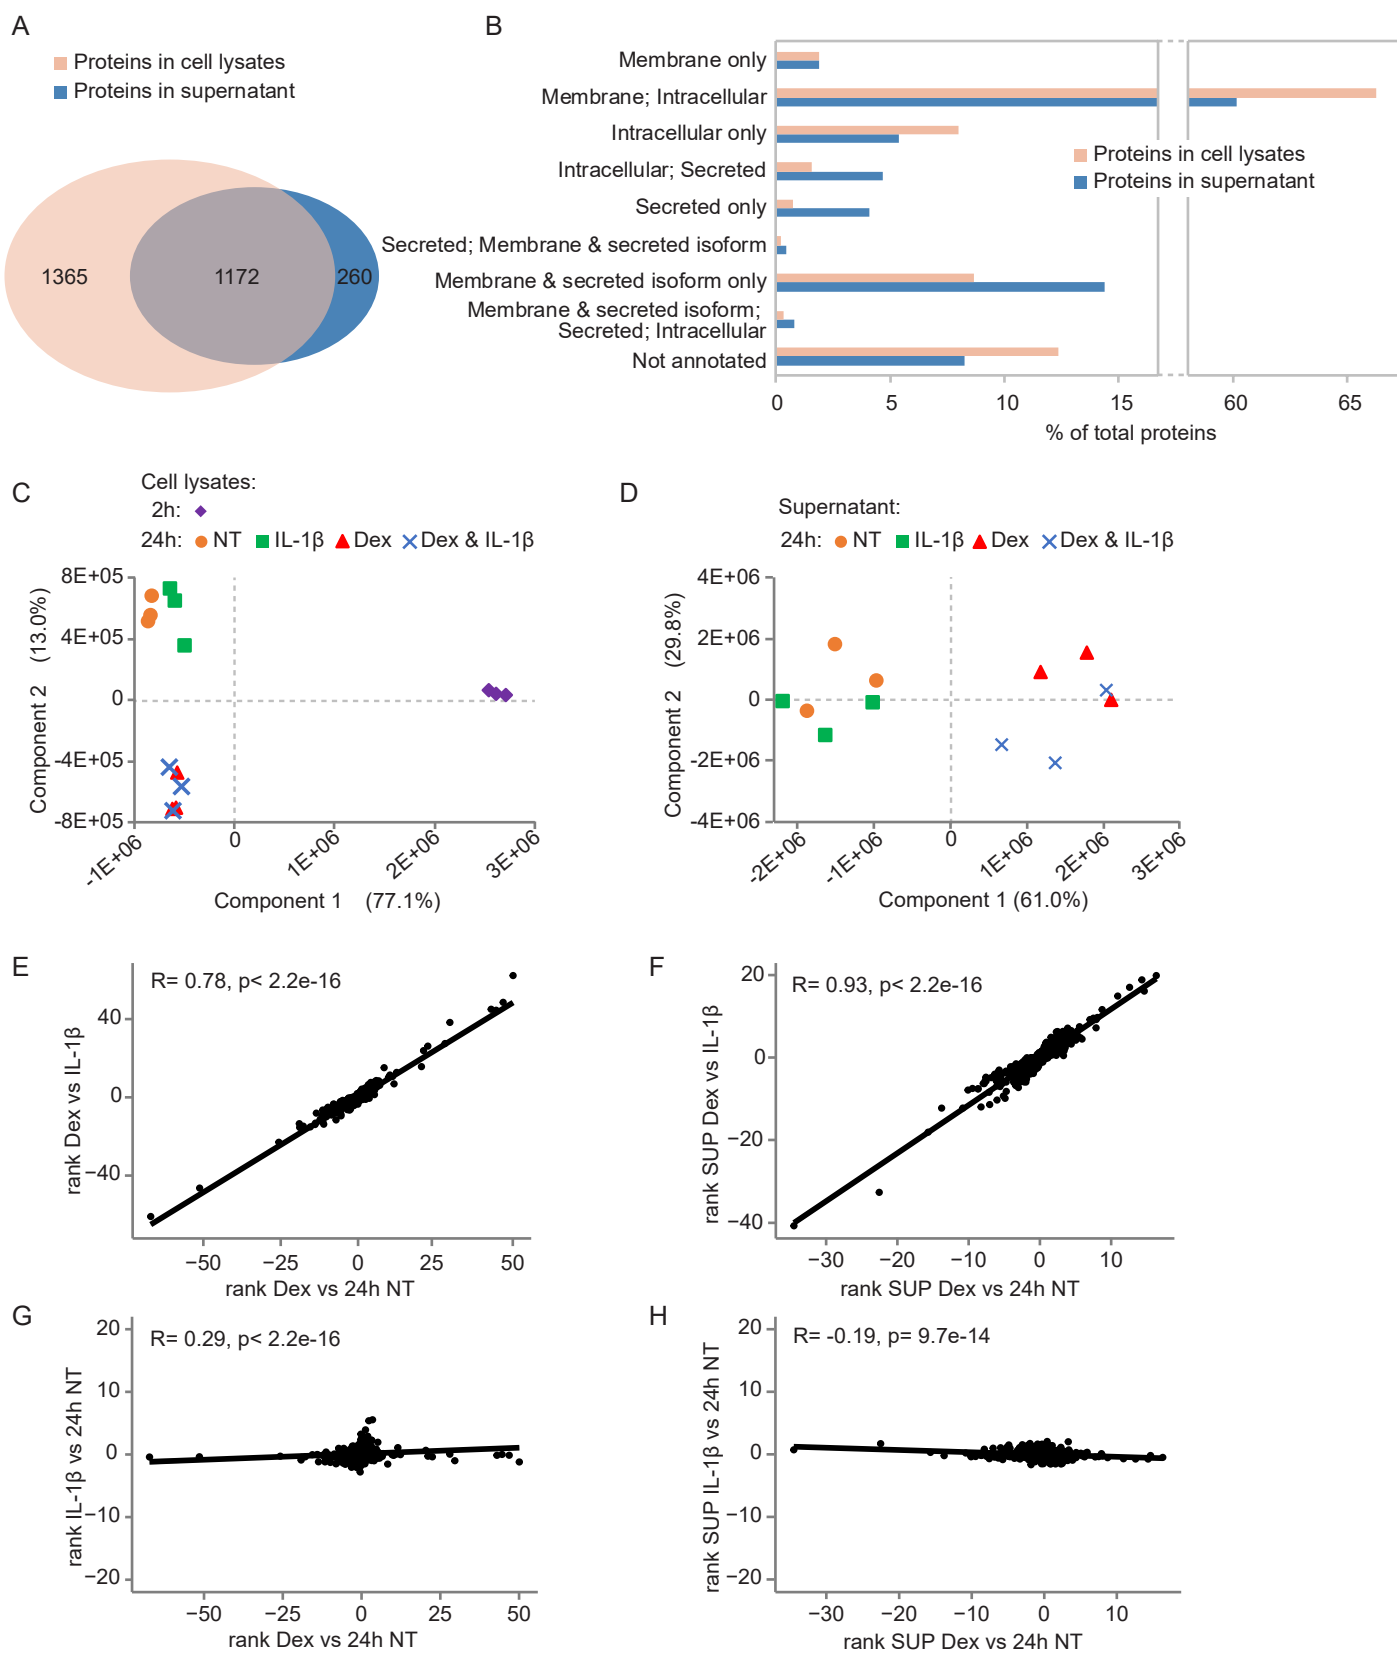 A
Proteins in cell lysates
Proteins in supernatant
1365
1172
260
B
Membrane only
Membrane; Intracellular
Intracellular only
Intracellular; Secreted
Secreted only
Secreted; Membrane & secreted isoform
Membrane & secreted isoform only
Membrane & secreted isoform;
Secreted; Intracellular
Not annotated
Proteins in cell lysates
Proteins in supernatant
0 5 10 15 60 65
% of total proteins
C
Cell lysates:
2h:
24h: NT IL-1β Dex Dex & IL-1β
8E+05
4E+05
0
-4E+05
-8E+05
Component 2 (13.0%)
-1E+06 0 1E+06 2E+06 3E+06
Component 1 (77.1%)
D
Supernatant:
24h: NT IL-1β Dex Dex & IL-1β
4E+06
2E+06
0
-2E+06
-4E+06
Component 2 (29.8%)
-2E+06 -1E+06 0 1E+06 2E+06 3E+06
Component 1 (61.0%)
E
R= 0.78, p< 2.2e-16
40
0
−40
rank Dex vs IL-1β
−50 −25 0 25 50
rank Dex vs 24h NT
F
R= 0.93, p< 2.2e-16
20
0
−20
−40
rank SUP Dex vs IL-1β
−30 −20 −10 0 10
rank SUP Dex vs 24h NT
G
R= 0.29, p< 2.2e-16
20
10
0
−10
−20
rank IL-1β vs 24h NT
−50 −25 0 25 50
rank Dex vs 24h NT
H
R= -0.19, p= 9.7e-14
20
10
0
−10
−20
rank SUP IL-1β vs 24h NT
−30 −20 −10 0 10
rank SUP Dex vs 24h NT